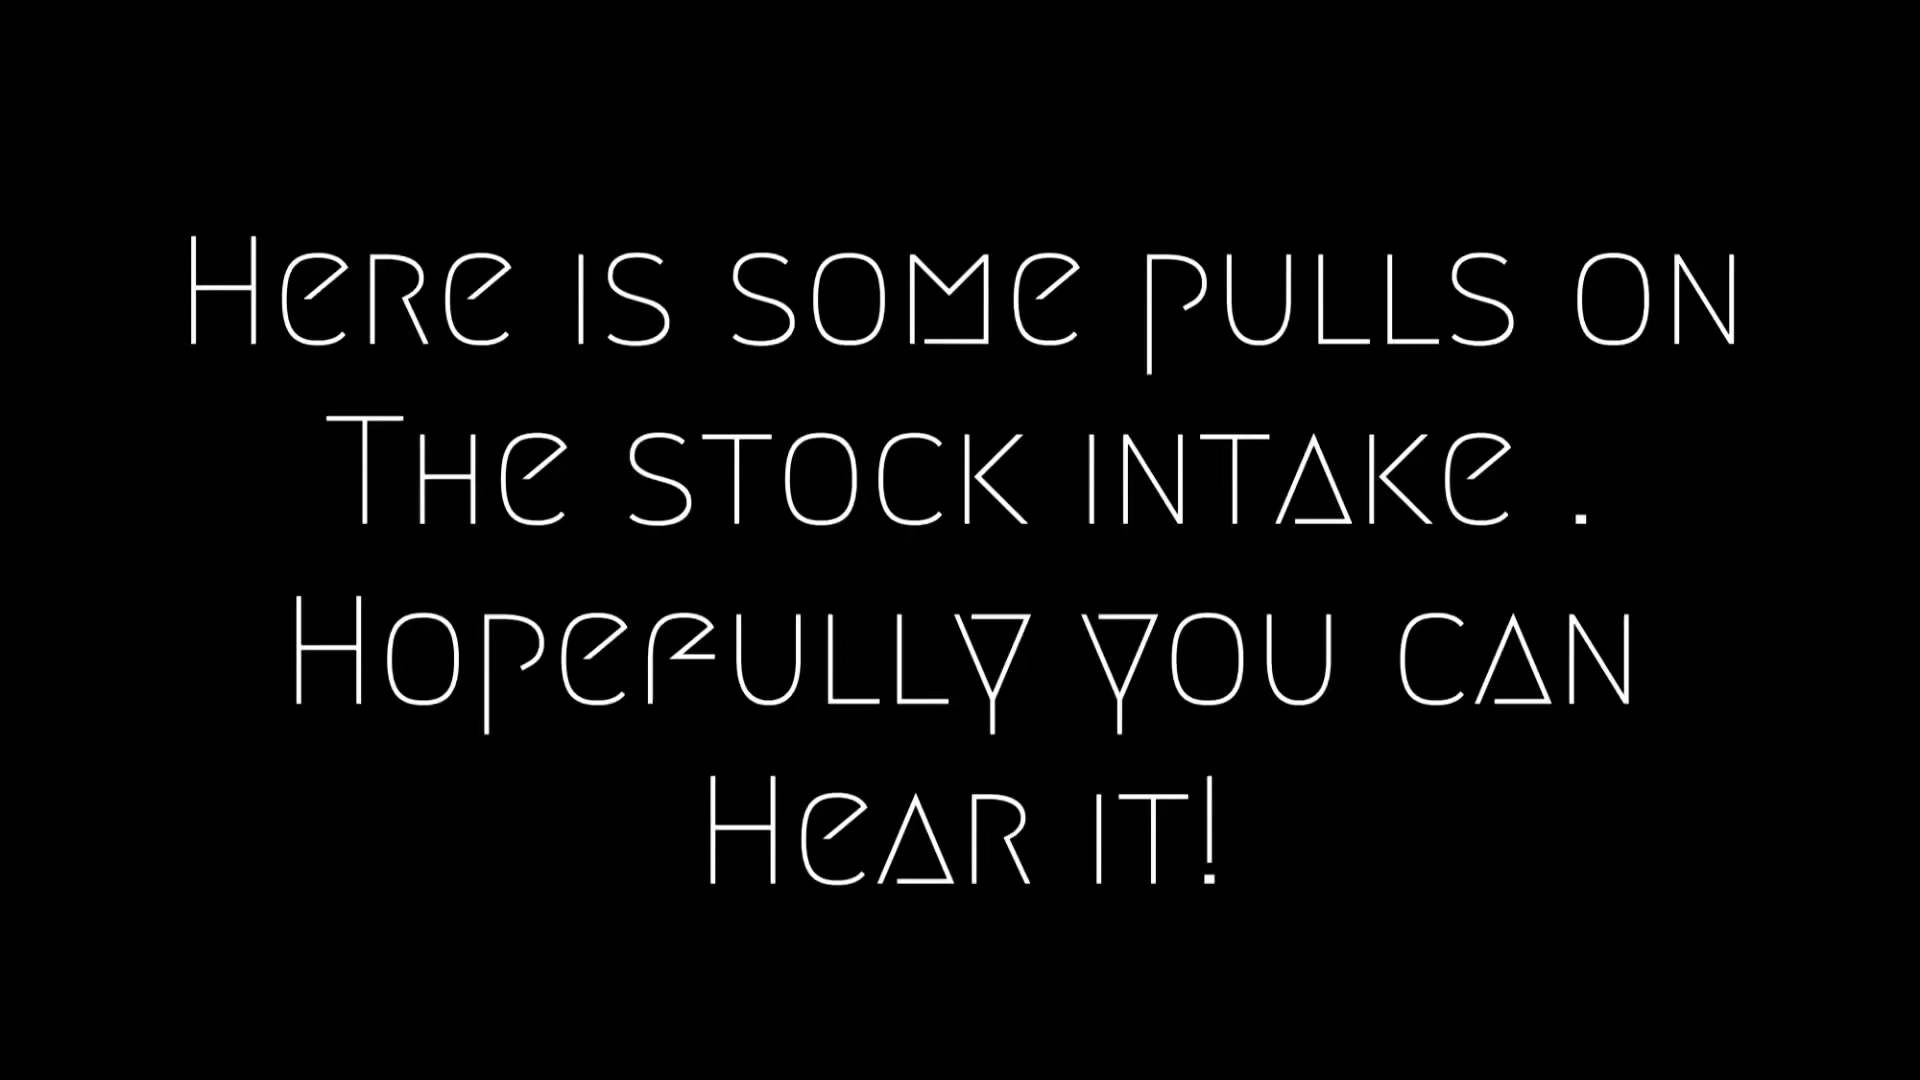 Here is some pulls on
The stock intake .
Hopefully you can
Hear it!